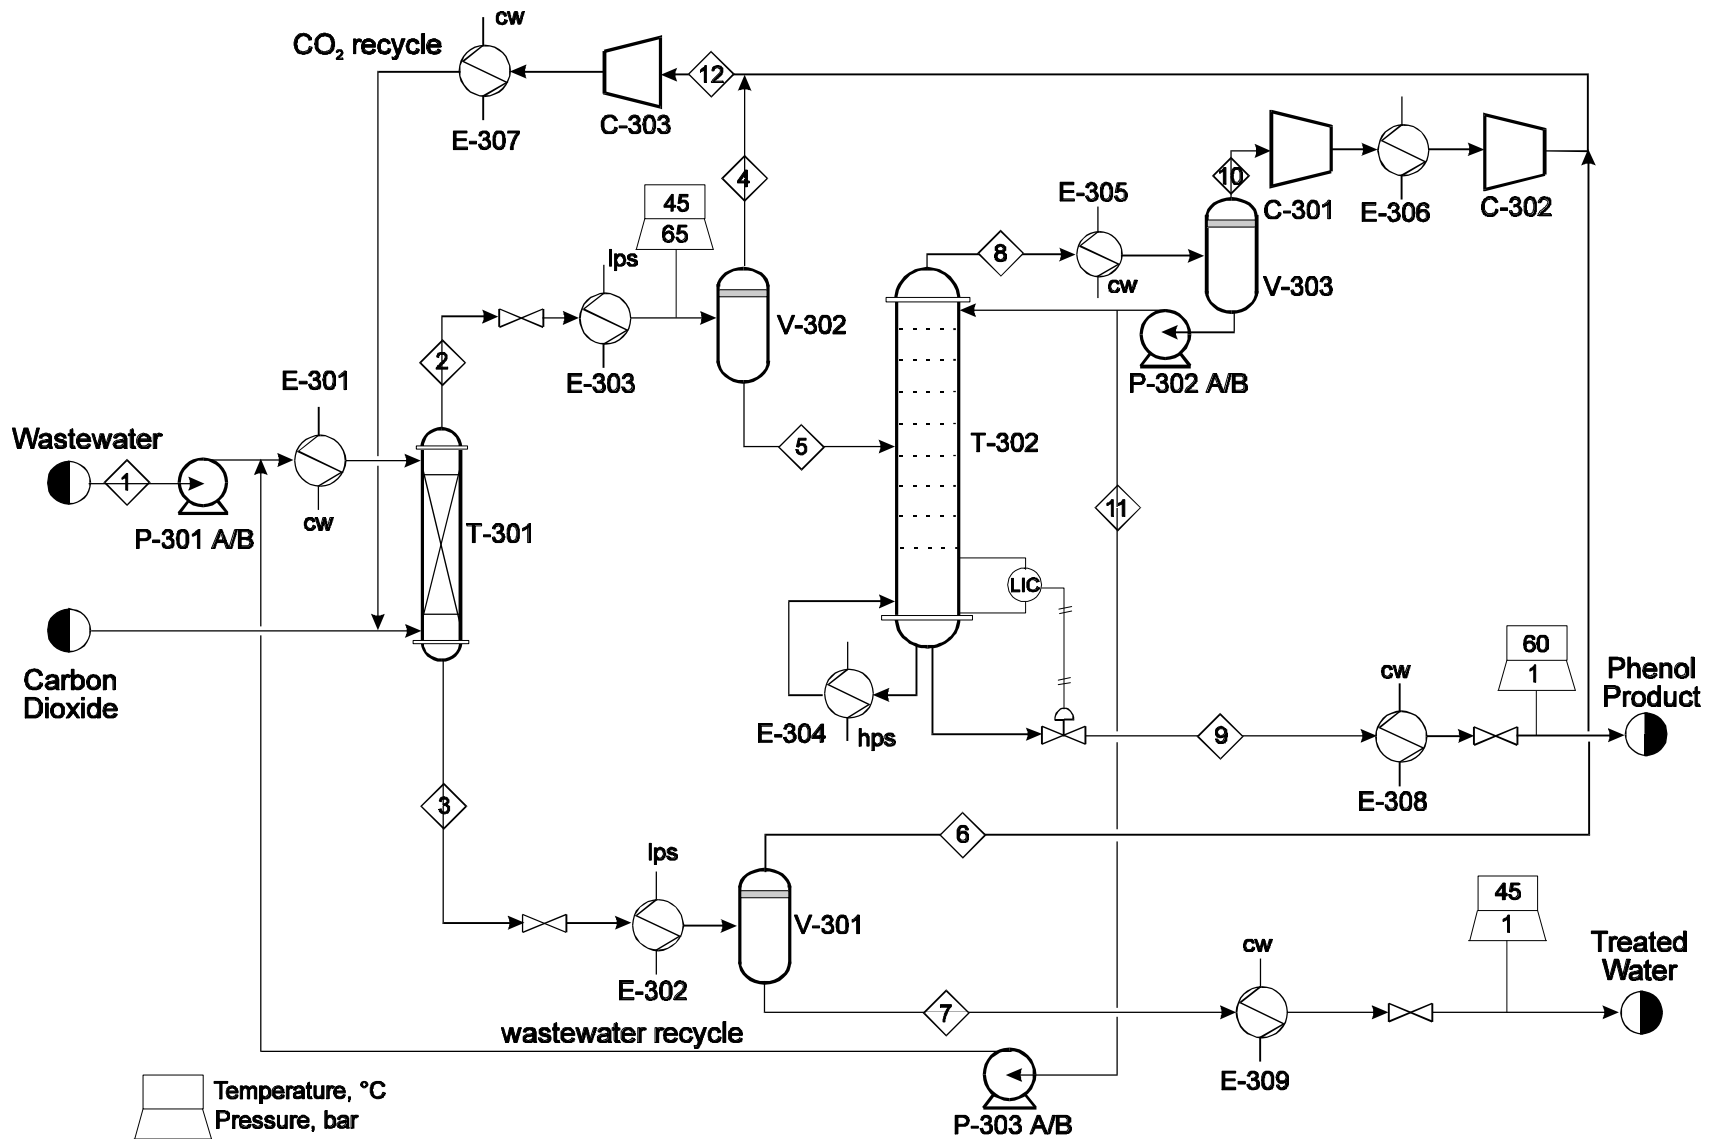 cw
CO₂ recycle
12
C-303
E-307
C-301
E-306
C-302
10
4
E-305
45
65
lps
8
cw
V-303
V-302
2
E-303
P-302 A/B
E-301
Wastewater
5
T-302
1
cw
P-301 A/B
T-301
11
LIC
Carbon
Dioxide
60
1
Phenol
Product
cw
E-304
hps
9
E-308
3
6
lps
V-301
45
1
E-302
cw
Treated
Water
7
wastewater recycle
E-309
Temperature, °C
Pressure, bar
P-303 A/B